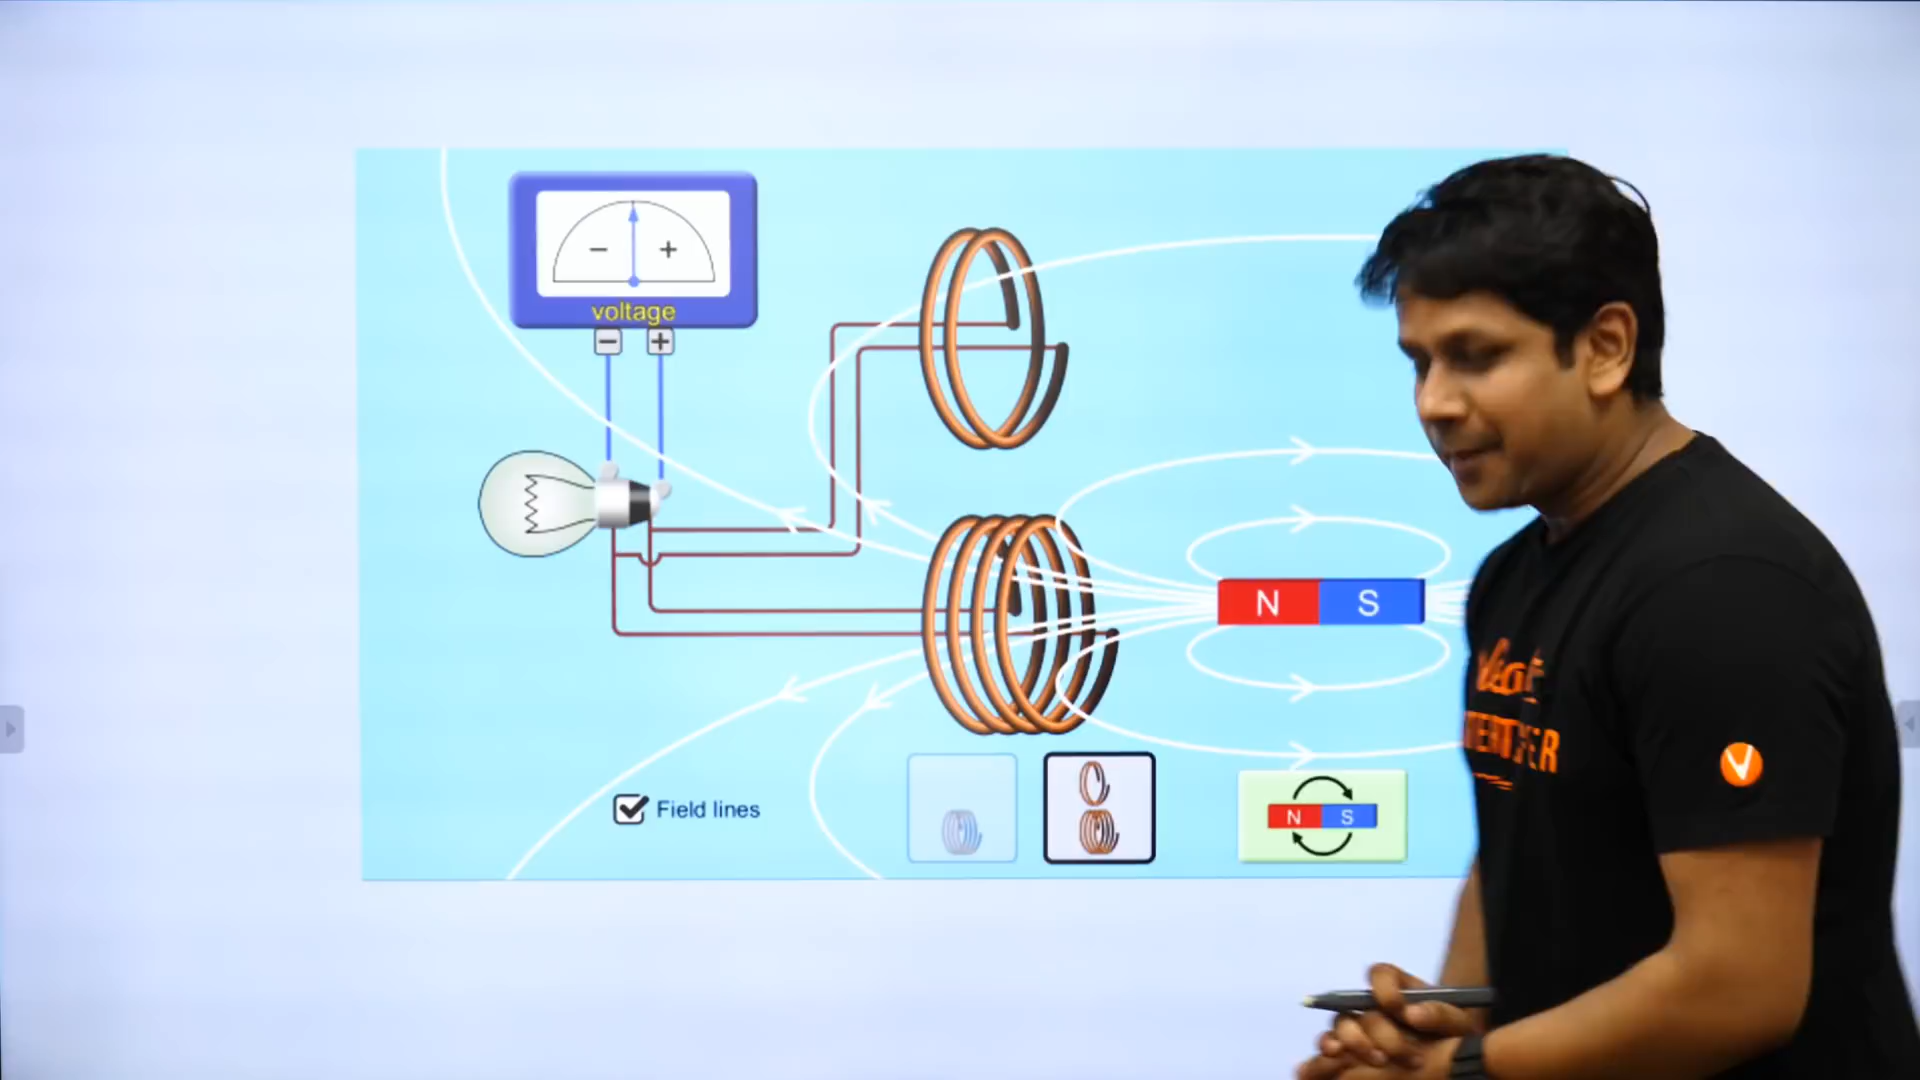 − +
voltage
− +
N S
Field lines
N S
V